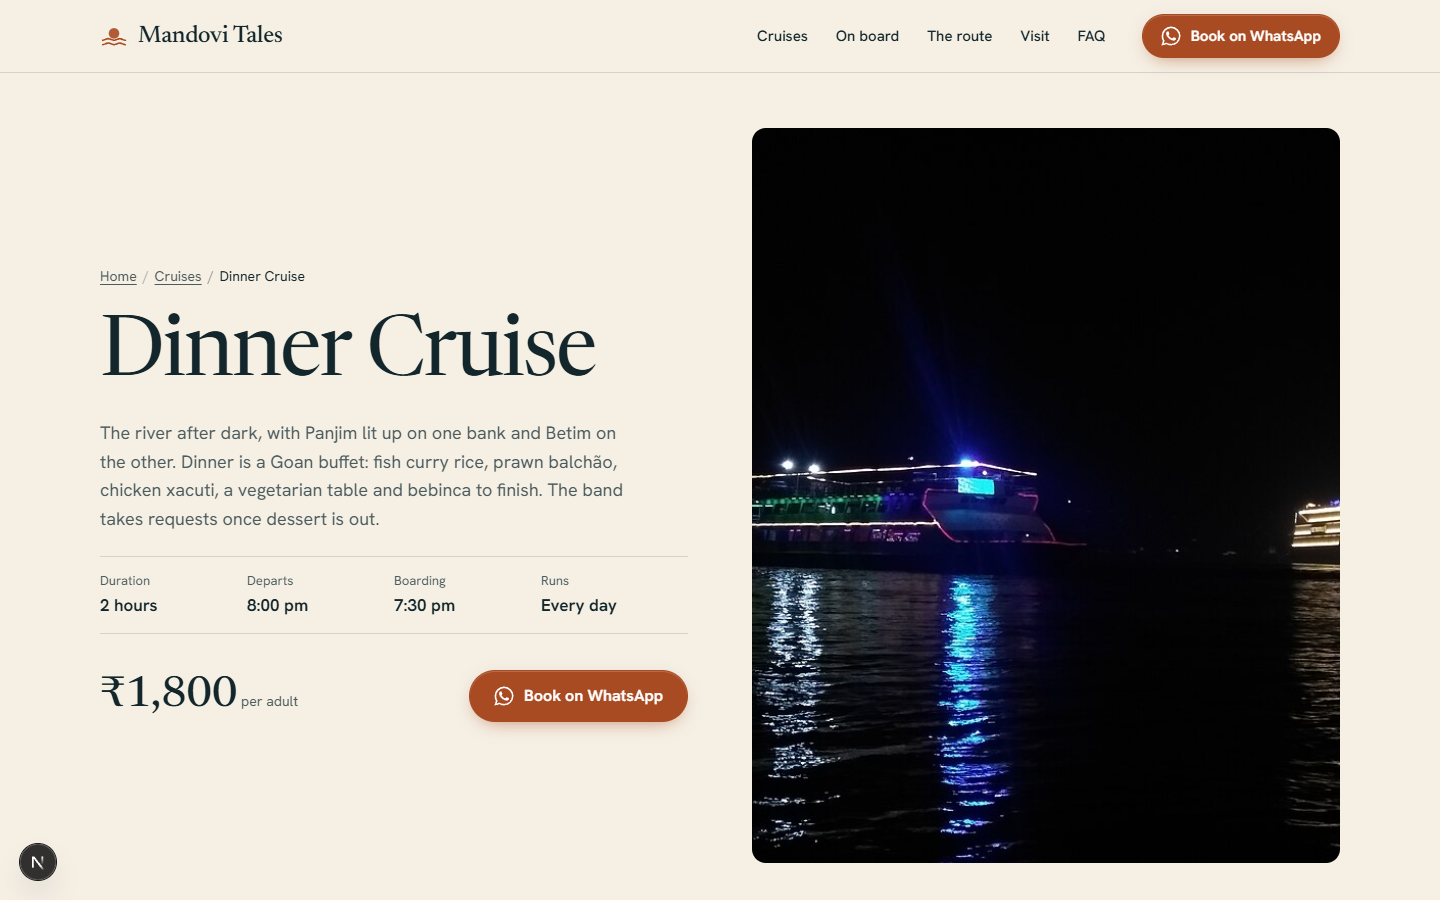 Mandovi Tales
Cruises
On board
The route
Visit
FAQ
Book on WhatsApp
Home / Cruises / Dinner Cruise
Dinner Cruise
The river after dark, with Panjim lit up on one bank and Betim on
the other. Dinner is a Goan buffet: fish curry rice, prawn balchão,
chicken xacuti, a vegetarian table and bebinca to finish. The band
takes requests once dessert is out.
Duration
2 hours
Departs
8:00 pm
Boarding
7:30 pm
Runs
Every day
₹1,800 per adult
Book on WhatsApp
N